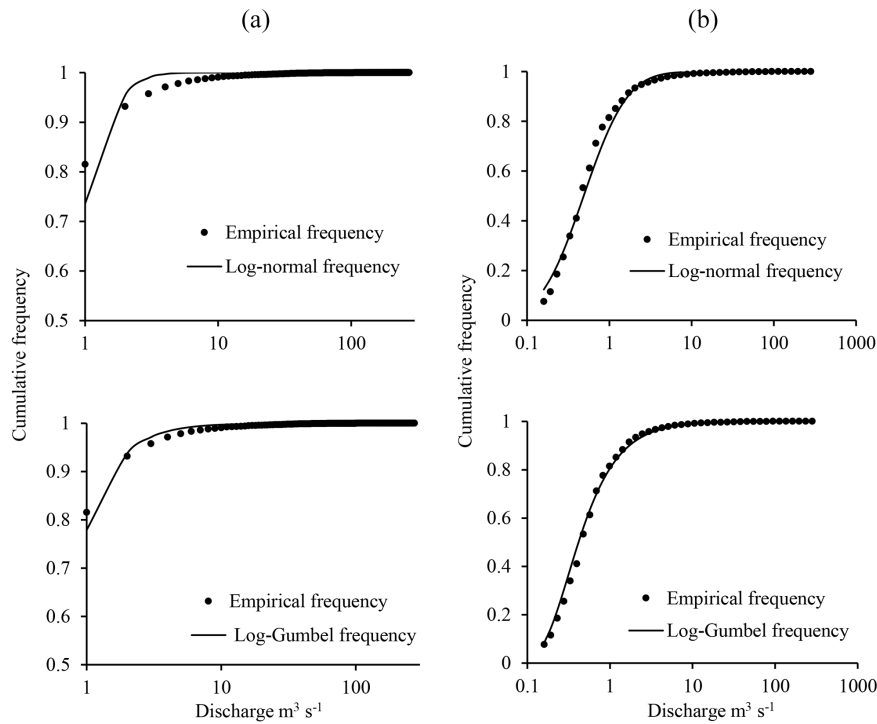 (a)
(b)
Cumulative frequency
1
0.9
0.8
0.7
0.6
0.5
1
10
100
Empirical frequency
Log-normal frequency
1
0.9
0.8
0.7
0.6
0.5
1
10
100
Empirical frequency
Log-Gumbel frequency
Discharge m³ s⁻¹
Cumulative frequency
1
0.8
0.6
0.4
0.2
0
0.1
1
10
100
1000
Empirical frequency
Log-normal frequency
1
0.8
0.6
0.4
0.2
0
0.1
1
10
100
1000
Empirical frequency
Log-Gumbel frequency
Discharge m³ s⁻¹